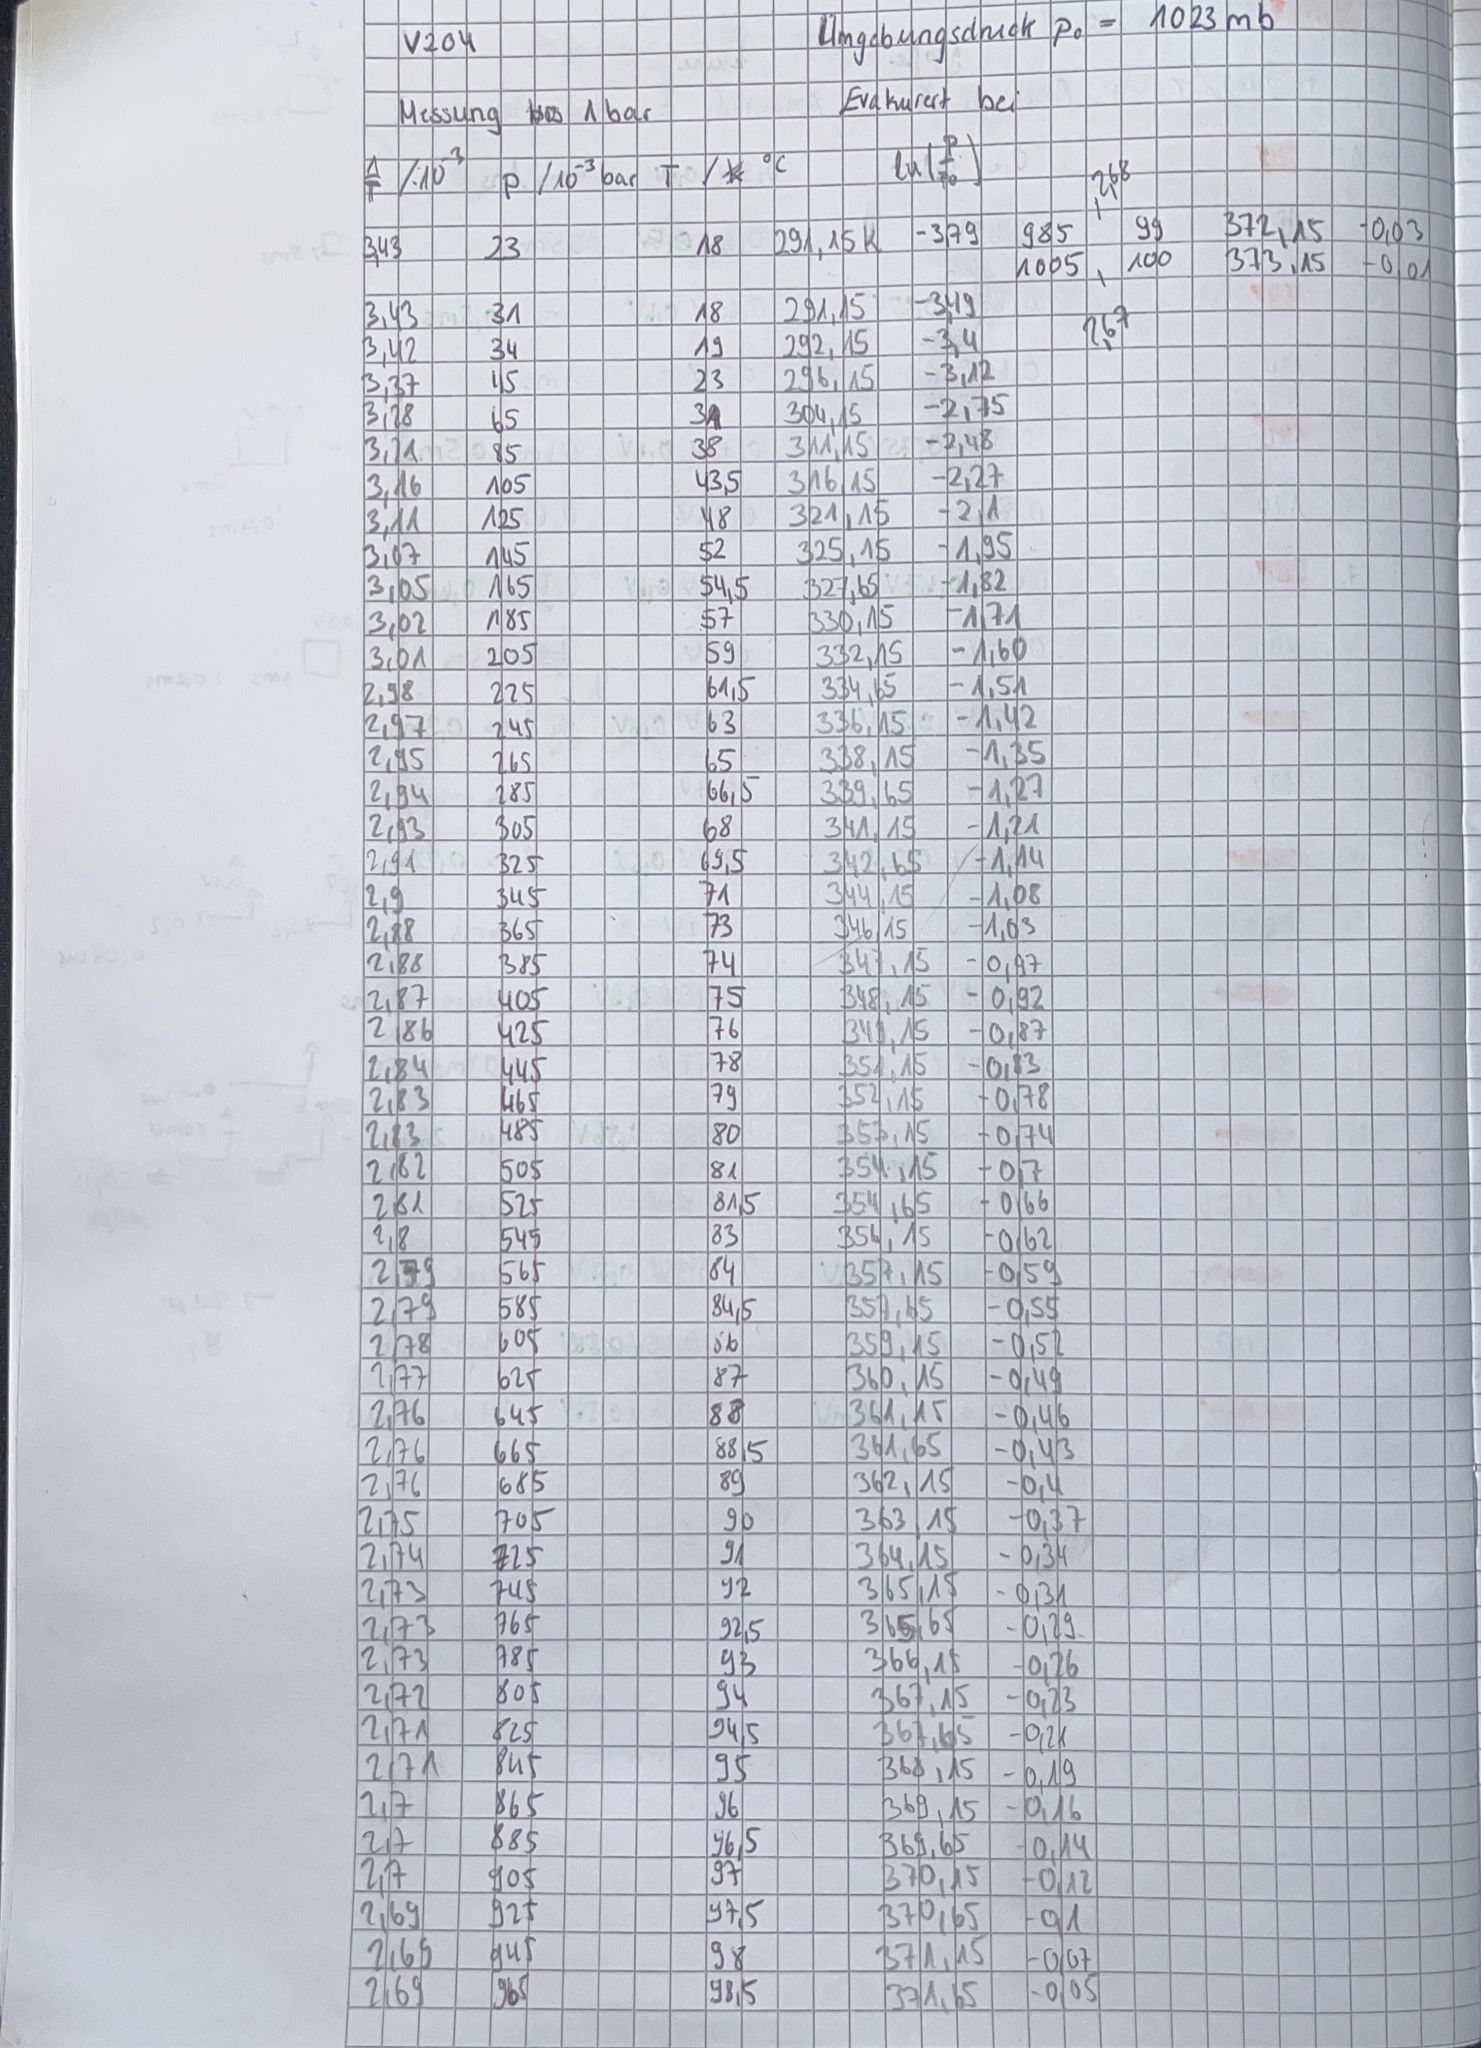 V204 Umgebungsdruck p₀ = 1023 mb
Messung 1 bar Evakuiert bei
1/T /·10⁻³ p /10⁻³ bar T / °C ln(p/p₀)
2,68
3,43 23 18 291,15 K -3,79 985 99 372,15 -0,03
1005 100 373,15 -0,01
3,43 31 18 291,15 -3,49
2,67
3,42 34 19 292,15 -3,4
3,37 45 23 296,15 -3,12
3,28 65 31 304,15 -2,75
3,21 85 38 311,15 -2,48
3,16 105 43,5 316,15 -2,27
3,11 125 48 321,15 -2,1
3,07 145 52 325,15 -1,95
3,05 165 54,5 327,65 -1,82
3,02 185 57 330,15 -1,71
3,01 205 59 332,15 -1,60
2,98 225 61,5 334,65 -1,51
2,97 245 63 336,15 -1,42
2,95 265 65 338,15 -1,35
2,94 285 66,5 339,65 -1,27
2,93 305 68 341,15 -1,21
2,91 325 69,5 342,65 -1,14
2,9 345 71 344,15 -1,08
2,88 365 73 346,15 -1,03
2,88 385 74 347,15 -0,97
2,87 405 75 348,15 -0,92
2,86 425 76 349,15 -0,87
2,84 445 78 351,15 -0,83
2,83 465 79 352,15 -0,78
2,83 485 80 353,15 -0,74
2,82 505 81 354,15 -0,7
2,81 525 81,5 354,65 -0,66
2,8 545 83 356,15 -0,62
2,79 565 84 357,15 -0,59
2,79 585 84,5 357,65 -0,55
2,78 605 86 359,15 -0,52
2,77 625 87 360,15 -0,49
2,76 645 88 361,15 -0,46
2,76 665 88,5 361,65 -0,43
2,76 685 89 362,15 -0,4
2,75 705 90 363,15 -0,37
2,74 725 91 364,15 -0,34
2,73 745 92 365,15 -0,31
2,73 765 92,5 365,65 -0,29
2,73 785 93 366,15 -0,26
2,72 805 94 367,15 -0,23
2,71 825 94,5 367,65 -0,21
2,71 845 95 368,15 -0,19
2,7 865 96 369,15 -0,16
2,7 885 96,5 369,65 -0,14
2,7 905 97 370,15 -0,12
2,69 925 97,5 370,65 -0,1
2,69 945 98 371,15 -0,07
2,69 965 98,5 371,65 -0,05